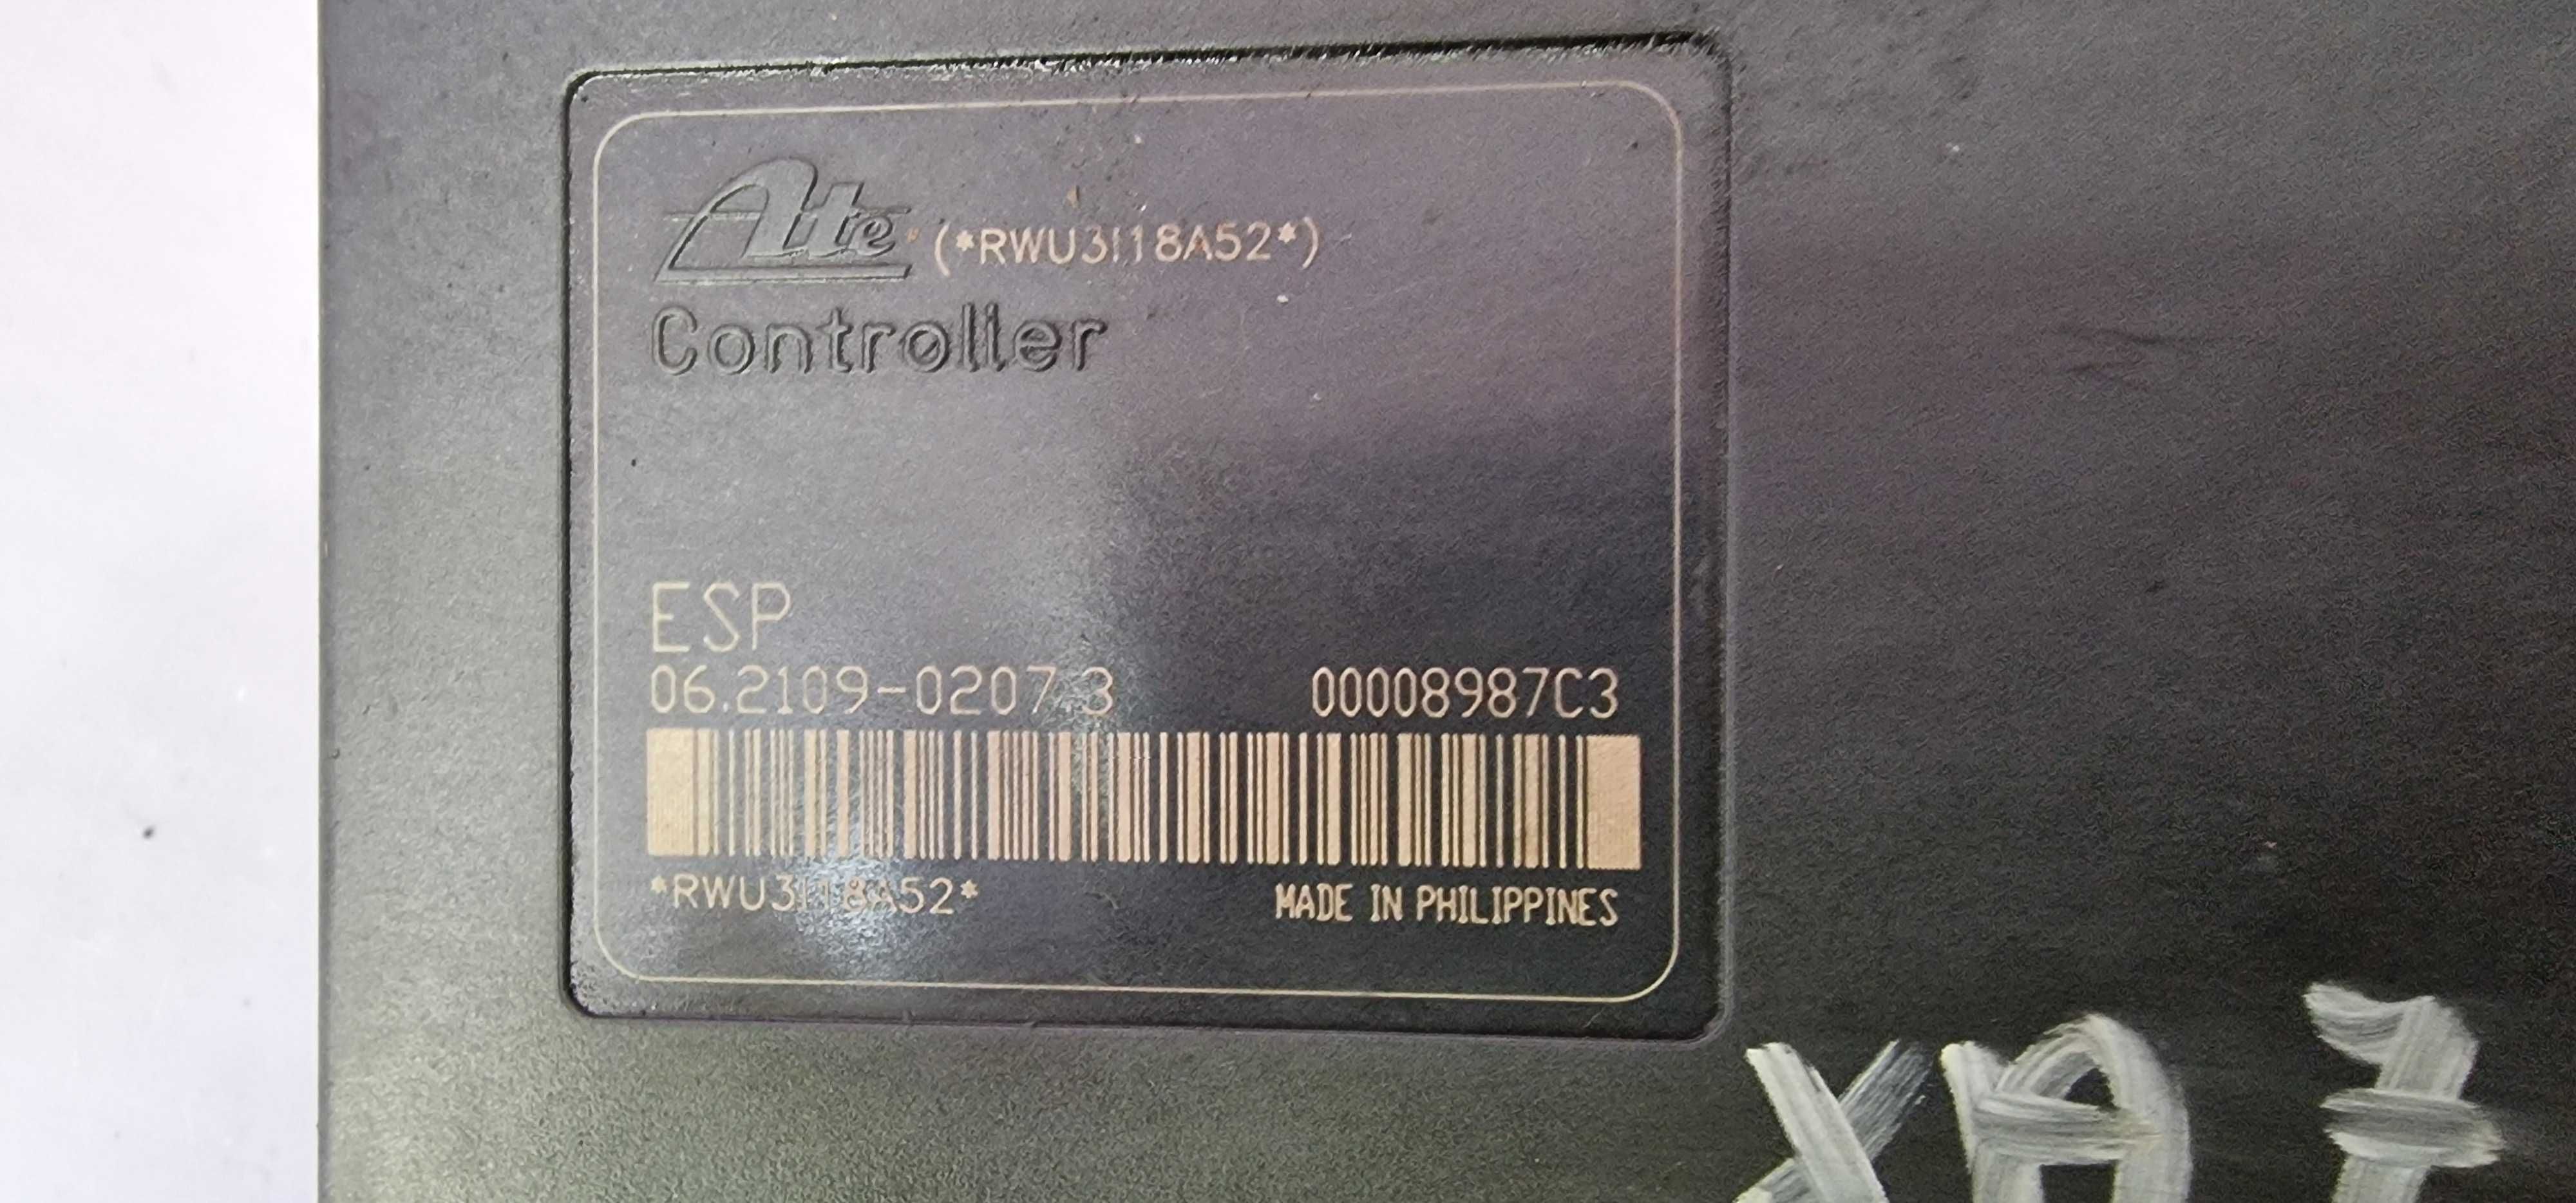 Ate (*RWU3I18A52*)
Controller
ESP
06.2109-0207.3 00008987C3
*RWU3I18A52* MADE IN PHILIPPINES